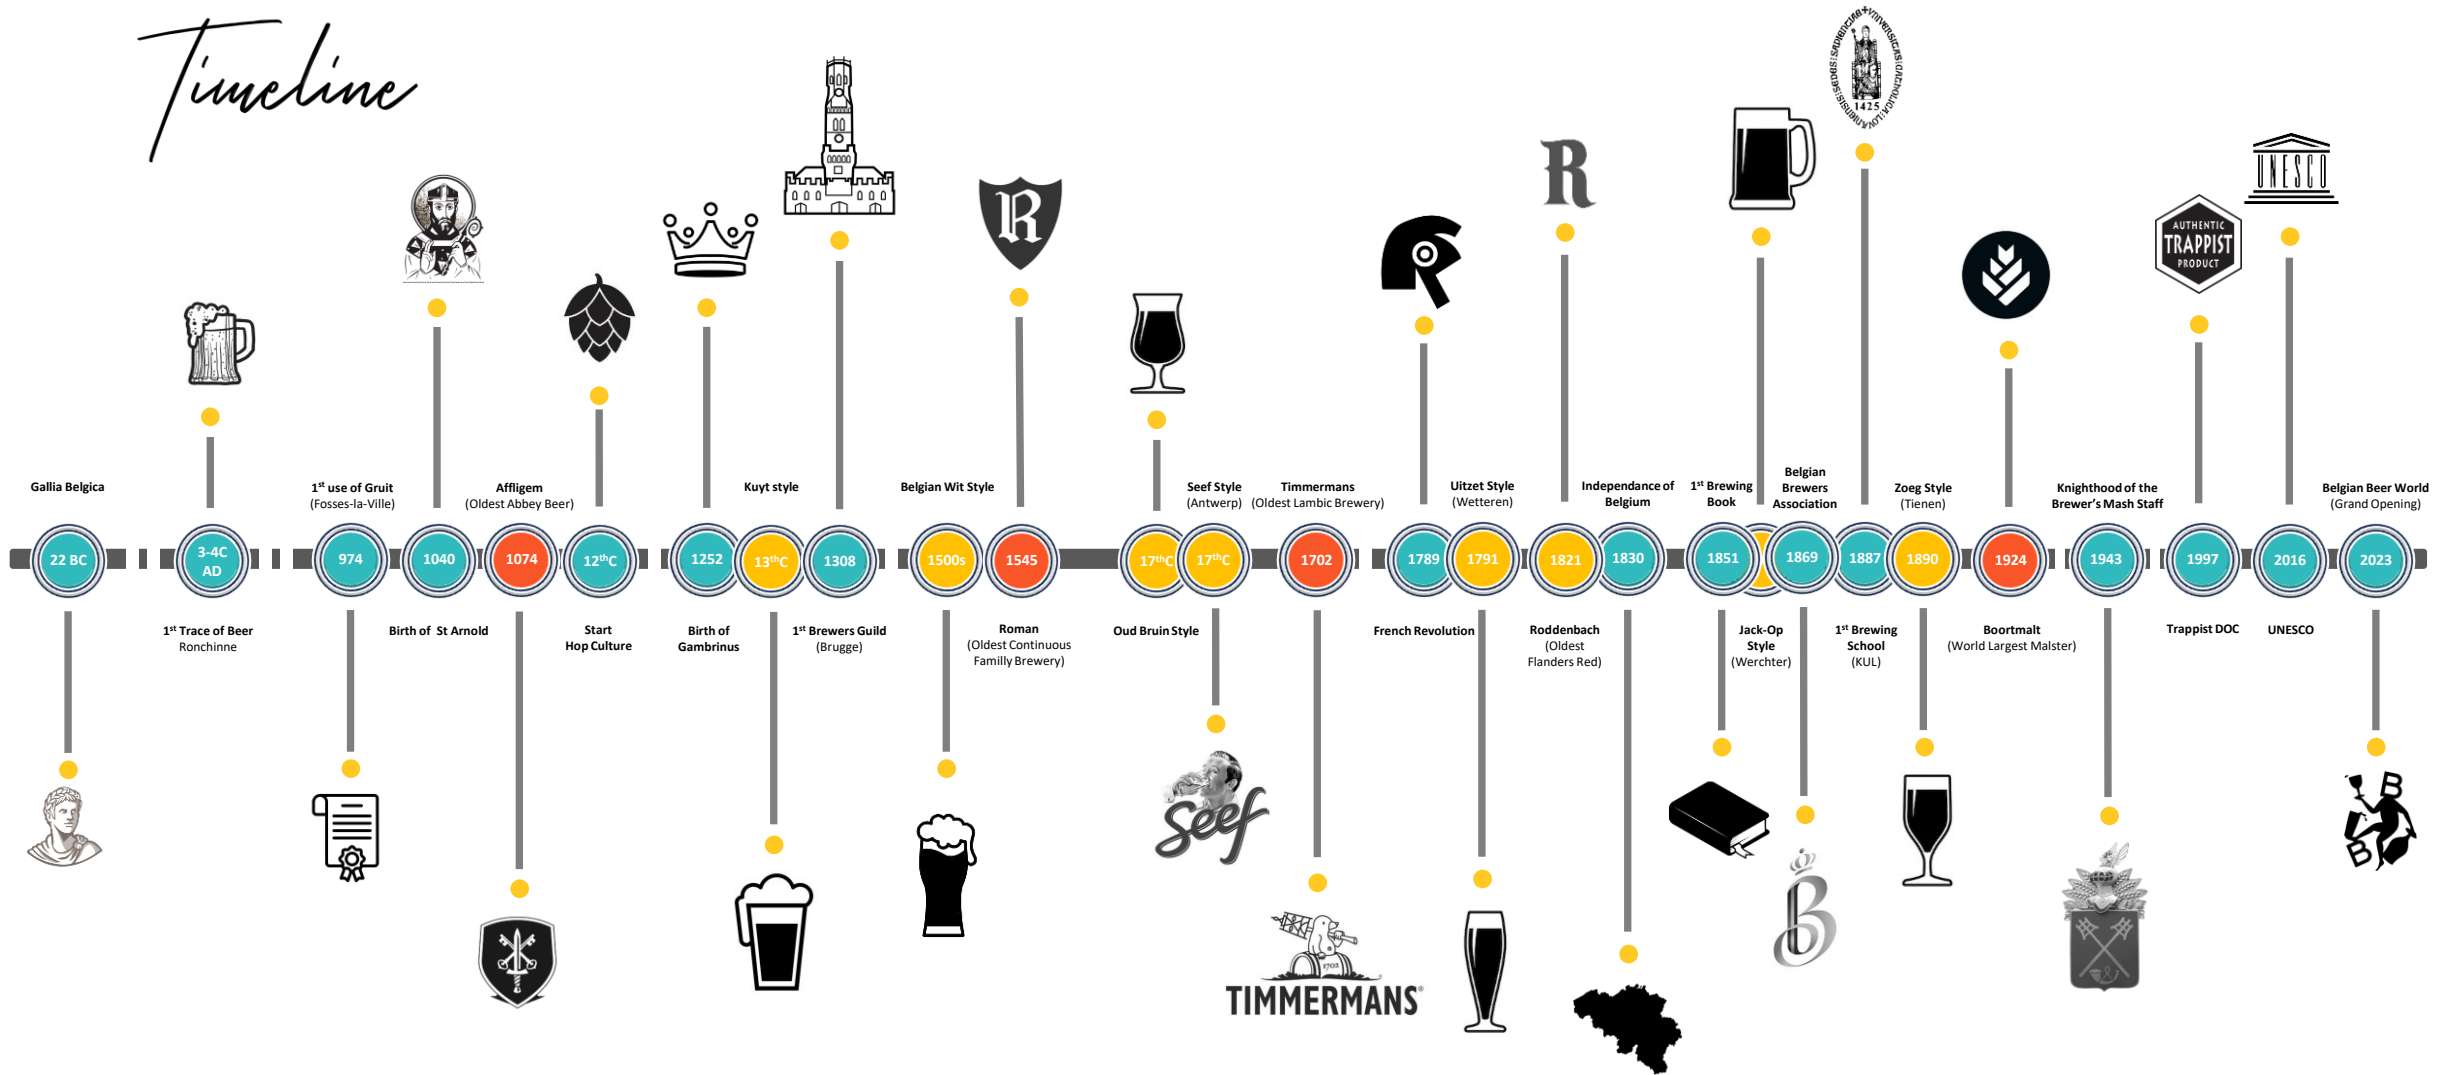 Timeline
SEDES SAPIENTIAE UNIVERSITAS CATHOLICA LOVANIENSIS
1425
R
UNESCO
R
AUTHENTIC
TRAPPIST
PRODUCT
Gallia Belgica
1st use of Gruit
(Fosses-la-Ville)
Affligem
(Oldest Abbey Beer)
Kuyt style
Belgian Wit Style
Seef Style
(Antwerp)
Timmermans
(Oldest Lambic Brewery)
Uitzet Style
(Wetteren)
Independance of
Belgium
1st Brewing
Book
Belgian
Brewers
Association
Zoeg Style
(Tienen)
Knighthood of the
Brewer's Mash Staff
Belgian Beer World
(Grand Opening)
22 BC
3-4C
AD
974
1040
1074
12thC
1252
13thC
1308
1500s
1545
17thC
17thC
1702
1789
1791
1821
1830
1851
1869
1887
1890
1924
1943
1997
2016
2023
1st Trace of Beer
Ronchinne
Birth of St Arnold
Start
Hop Culture
Birth of
Gambrinus
1st Brewers Guild
(Brugge)
Roman
(Oldest Continuous
Familly Brewery)
Oud Bruin Style
French Revolution
Roddenbach
(Oldest
Flanders Red)
Jack-Op
Style
(Werchter)
1st Brewing
School
(KUL)
Boortmalt
(World Largest Malster)
Trappist DOC
UNESCO
Seef
B
B
B
1702
TIMMERMANS®